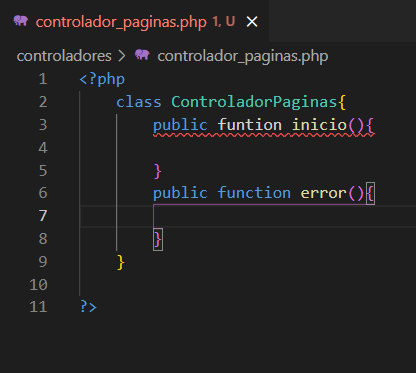 controlador_paginas.php 1, U ×
controladores > controlador_paginas.php
1 <?php
2 class ControladorPaginas{
3 public funtion inicio(){
4
5 }
6 public function error(){
7
8 }
9 }
10
11 ?>